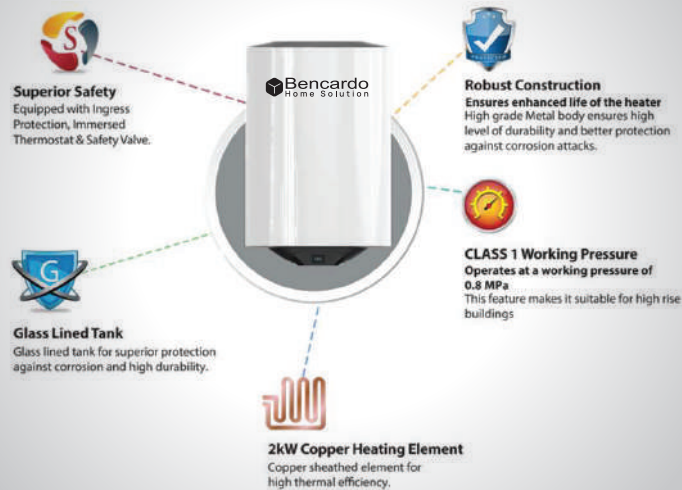 Bencardo
Home Solution
Superior Safety
Equipped with Ingress
Protection, Immersed
Thermostat & Safety Valve.
Robust Construction
Ensures enhanced life of the heater
High grade Metal body ensures high
level of durability and better protection
against corrosion attacks.
CLASS 1 Working Pressure
Operates at a working pressure of
0.8 MPa
This feature makes it suitable for high rise
buildings
Glass Lined Tank
Glass lined tank for superior protection
against corrosion and high durability.
2kW Copper Heating Element
Copper sheathed element for
high thermal efficiency.
S
G